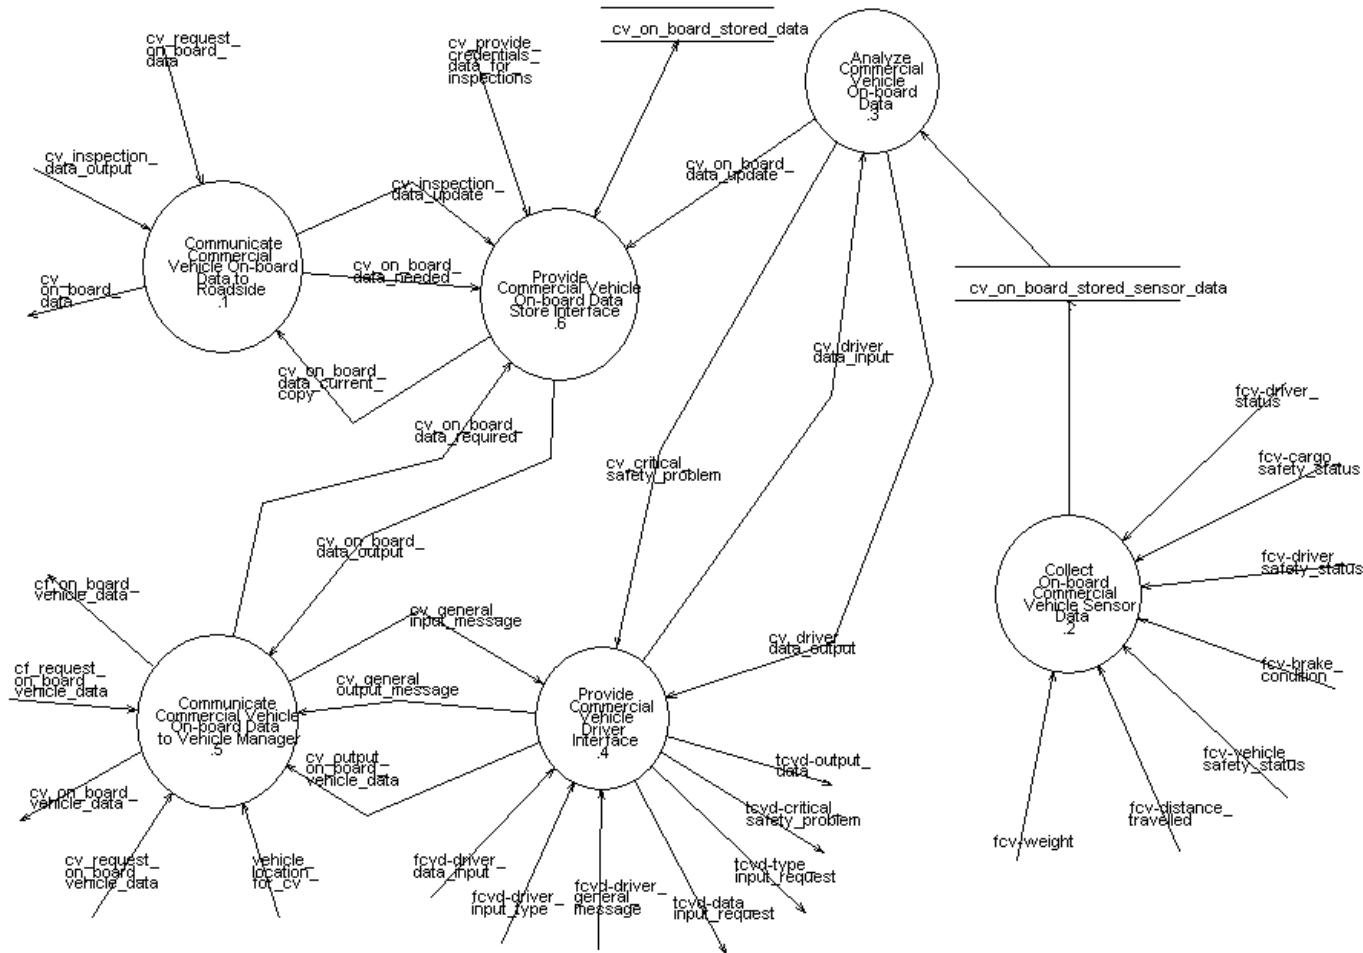 cv_request_
on_board_
data
cv_provide_
credentials_
data_for_
inspections
cv_on_board_stored_data
Analyze
Commercial
Vehicle
On-board
Data
.3
cv_inspection_
data_output
cv_inspection_
data_update
cv_on_board_
data_update
Communicate
Commercial
Vehicle On-board
Data to
Roadside
.1
cv_on_board_
data_needed
Provide
Commercial Vehicle
On-board Data
Store Interface
.6
cv_
on_board_
data
cv_on_board_stored_sensor_data
cv_on_board_
data_current_
copy
cv_driver_
data_input
cv_on_board_
data_required
fcv-driver_
status
cv_critical_
safety_problem
fcv-cargo_
safety_status
cv_on_board_
data_output
fcv-driver_
safety_status
Collect
On-board
Commercial
Vehicle Sensor
Data
.2
cf_on_board_
vehicle_data
cv_general_
input_message
cv_driver_
data_output
fcv-brake_
condition
cf_request_
on_board_
vehicle_data
cv_general_
output_message
Communicate
Commercial Vehicle
On-board Data
to Vehicle Manager
.5
Provide
Commercial
Vehicle
Driver
Interface
.4
cv_output_
on_board_
vehicle_data
tcvd-output_
data
fcv-vehicle_
safety_status
cv_on_board_
vehicle_data
tcvd-critical_
safety_problem
fcv-distance_
travelled
fcv-weight
cv_request_
on_board_
vehicle_data
vehicle_
location_
for_cv
fcvd-driver_
data_input
fcvd-driver_
input_type
fcvd-driver_
general_
message
tcvd-type_
input_request
tcvd-data_
input_request